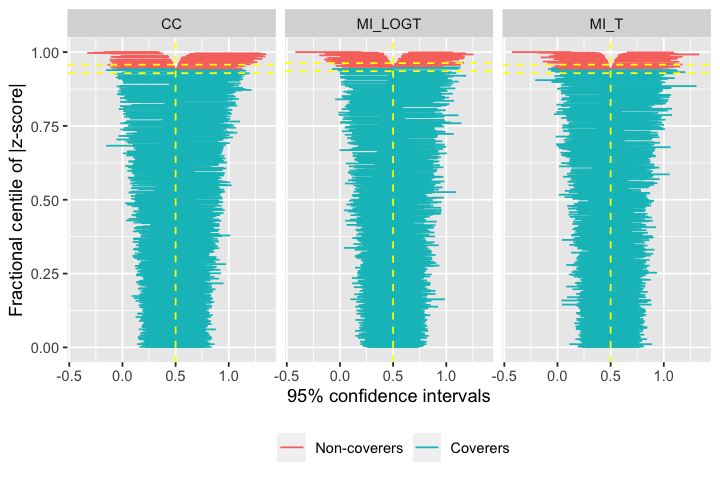 CC MI_LOGT MI_T
Fractional centile of |z-score|
1.00
0.75
0.50
0.25
0.00
-0.5 0.0 0.5 1.0 -0.5 0.0 0.5 1.0 -0.5 0.0 0.5 1.0
95% confidence intervals
Non-coverers Coverers